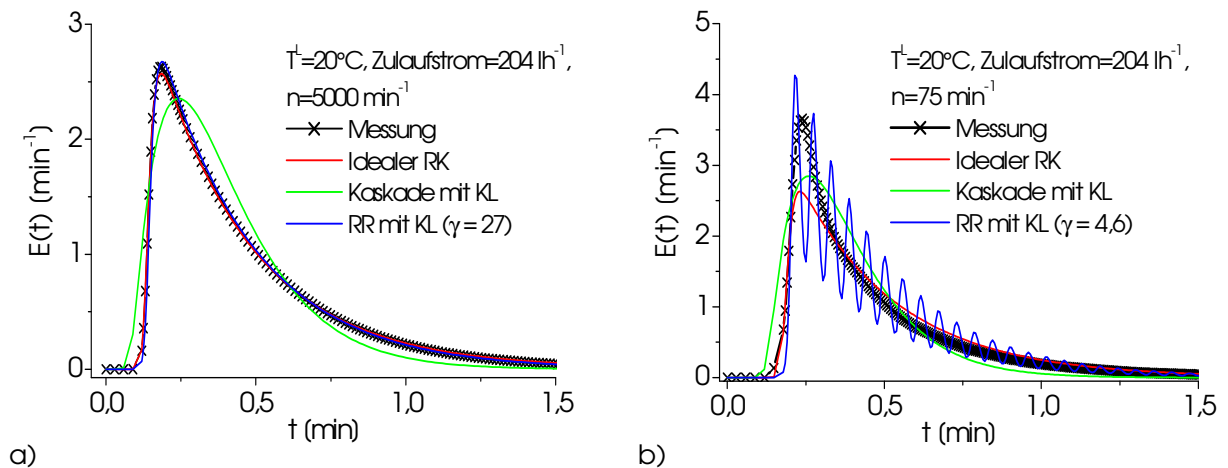 3
2
1
0
E(t) (min⁻¹)
T^L=20°C, Zulaufstrom=204 lh⁻¹,
n=5000 min⁻¹
Messung
Idealer RK
Kaskade mit KL
RR mit KL (γ = 27)
0,0 0,5 1,0 1,5
t (min)
a)
5
4
3
2
1
0
E(t) (min⁻¹)
T^L=20°C, Zulaufstrom=204 lh⁻¹,
n=75 min⁻¹
Messung
Idealer RK
Kaskade mit KL
RR mit KL (γ = 4,6)
0,0 0,5 1,0 1,5
t (min)
b)